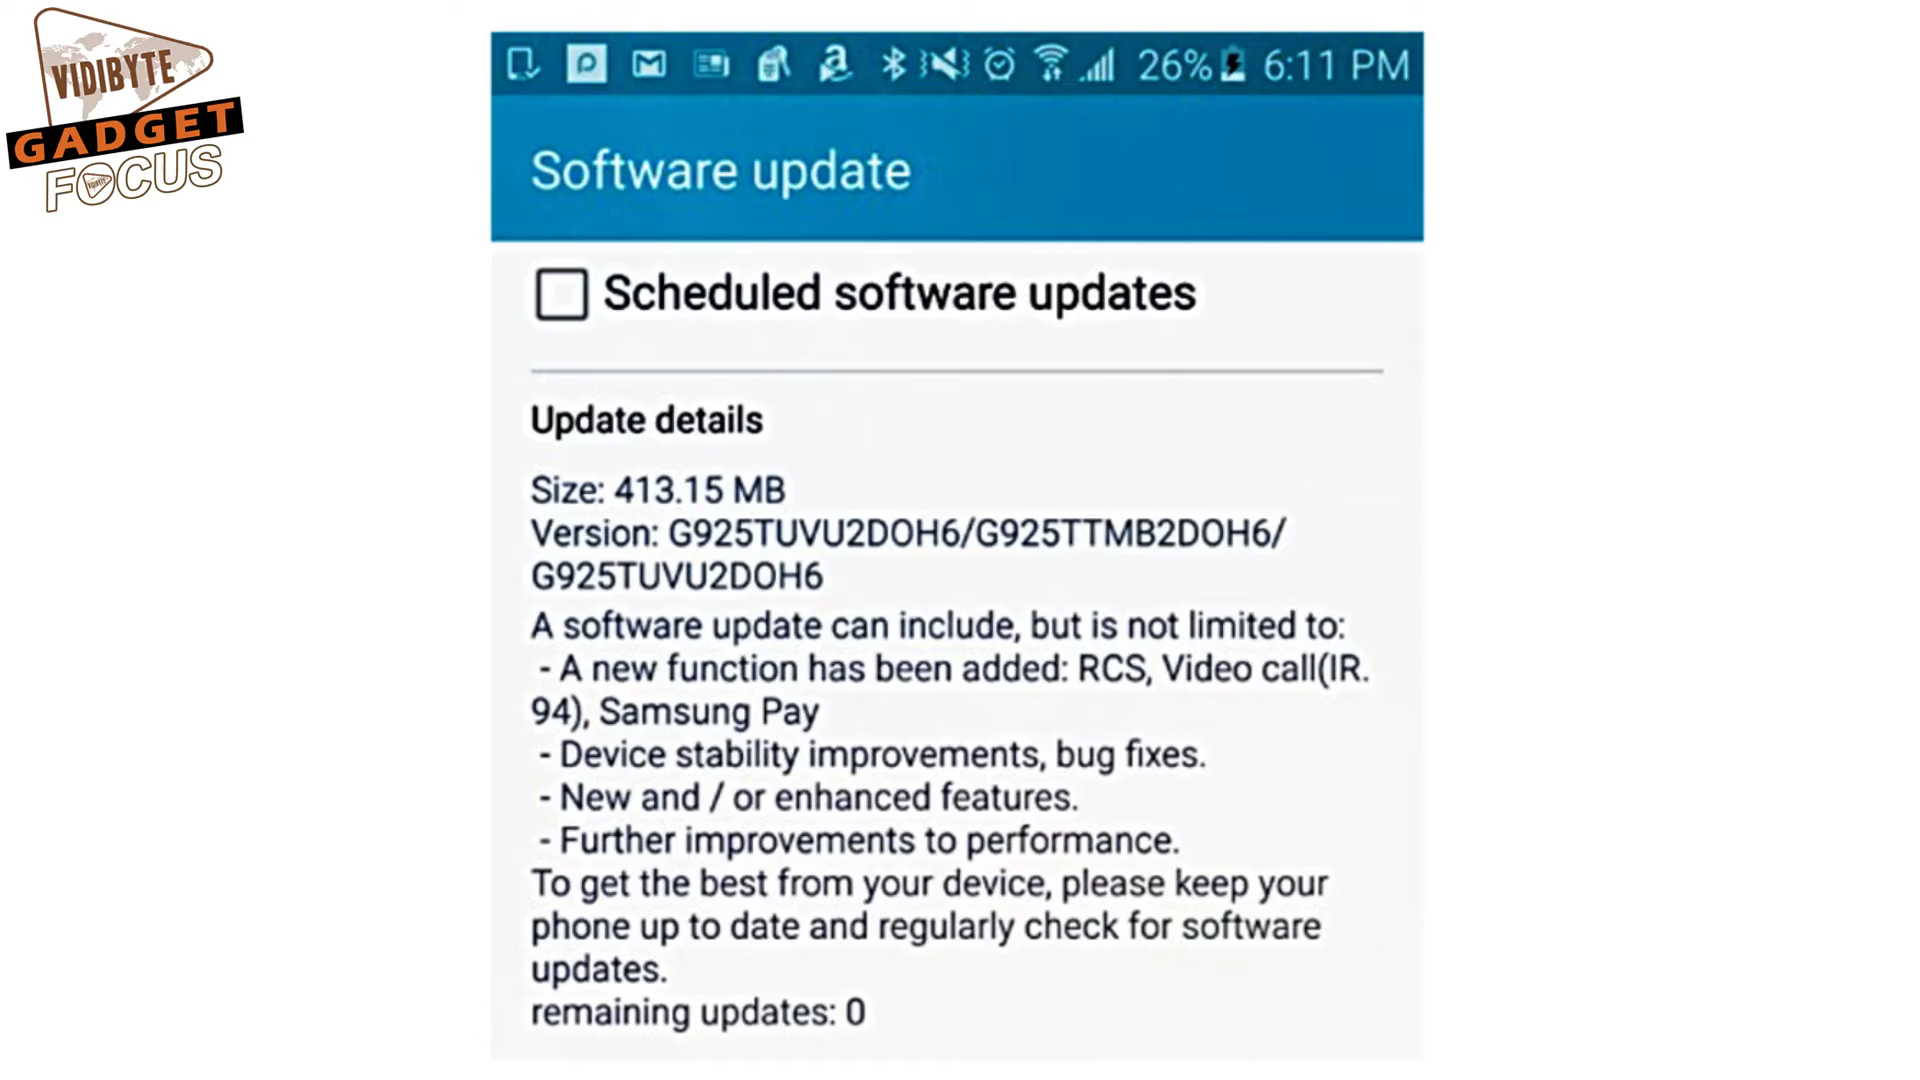 VIDIBYTE
GADGET
FOCUS
26% 6:11 PM
Software update
Scheduled software updates
Update details
Size: 413.15 MB
Version: G925TUVU2DOH6/G925TTMB2DOH6/
G925TUVU2DOH6
A software update can include, but is not limited to:
- A new function has been added: RCS, Video call(IR.
94), Samsung Pay
- Device stability improvements, bug fixes.
- New and / or enhanced features.
- Further improvements to performance.
To get the best from your device, please keep your
phone up to date and regularly check for software
updates.
remaining updates: 0